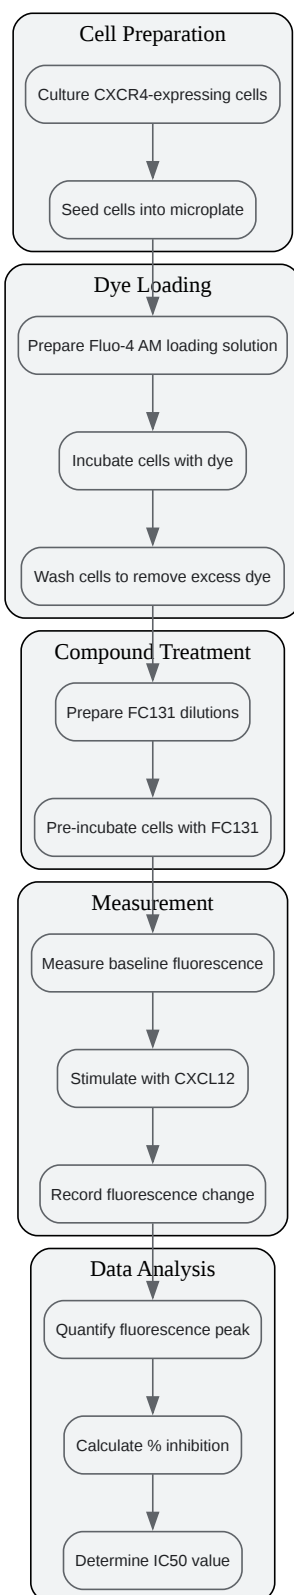 Cell Preparation
Culture CXCR4-expressing cells
Seed cells into microplate
Dye Loading
Prepare Fluo-4 AM loading solution
Incubate cells with dye
Wash cells to remove excess dye
Compound Treatment
Prepare FC131 dilutions
Pre-incubate cells with FC131
Measurement
Measure baseline fluorescence
Stimulate with CXCL12
Record fluorescence change
Data Analysis
Quantify fluorescence peak
Calculate % inhibition
Determine IC50 value